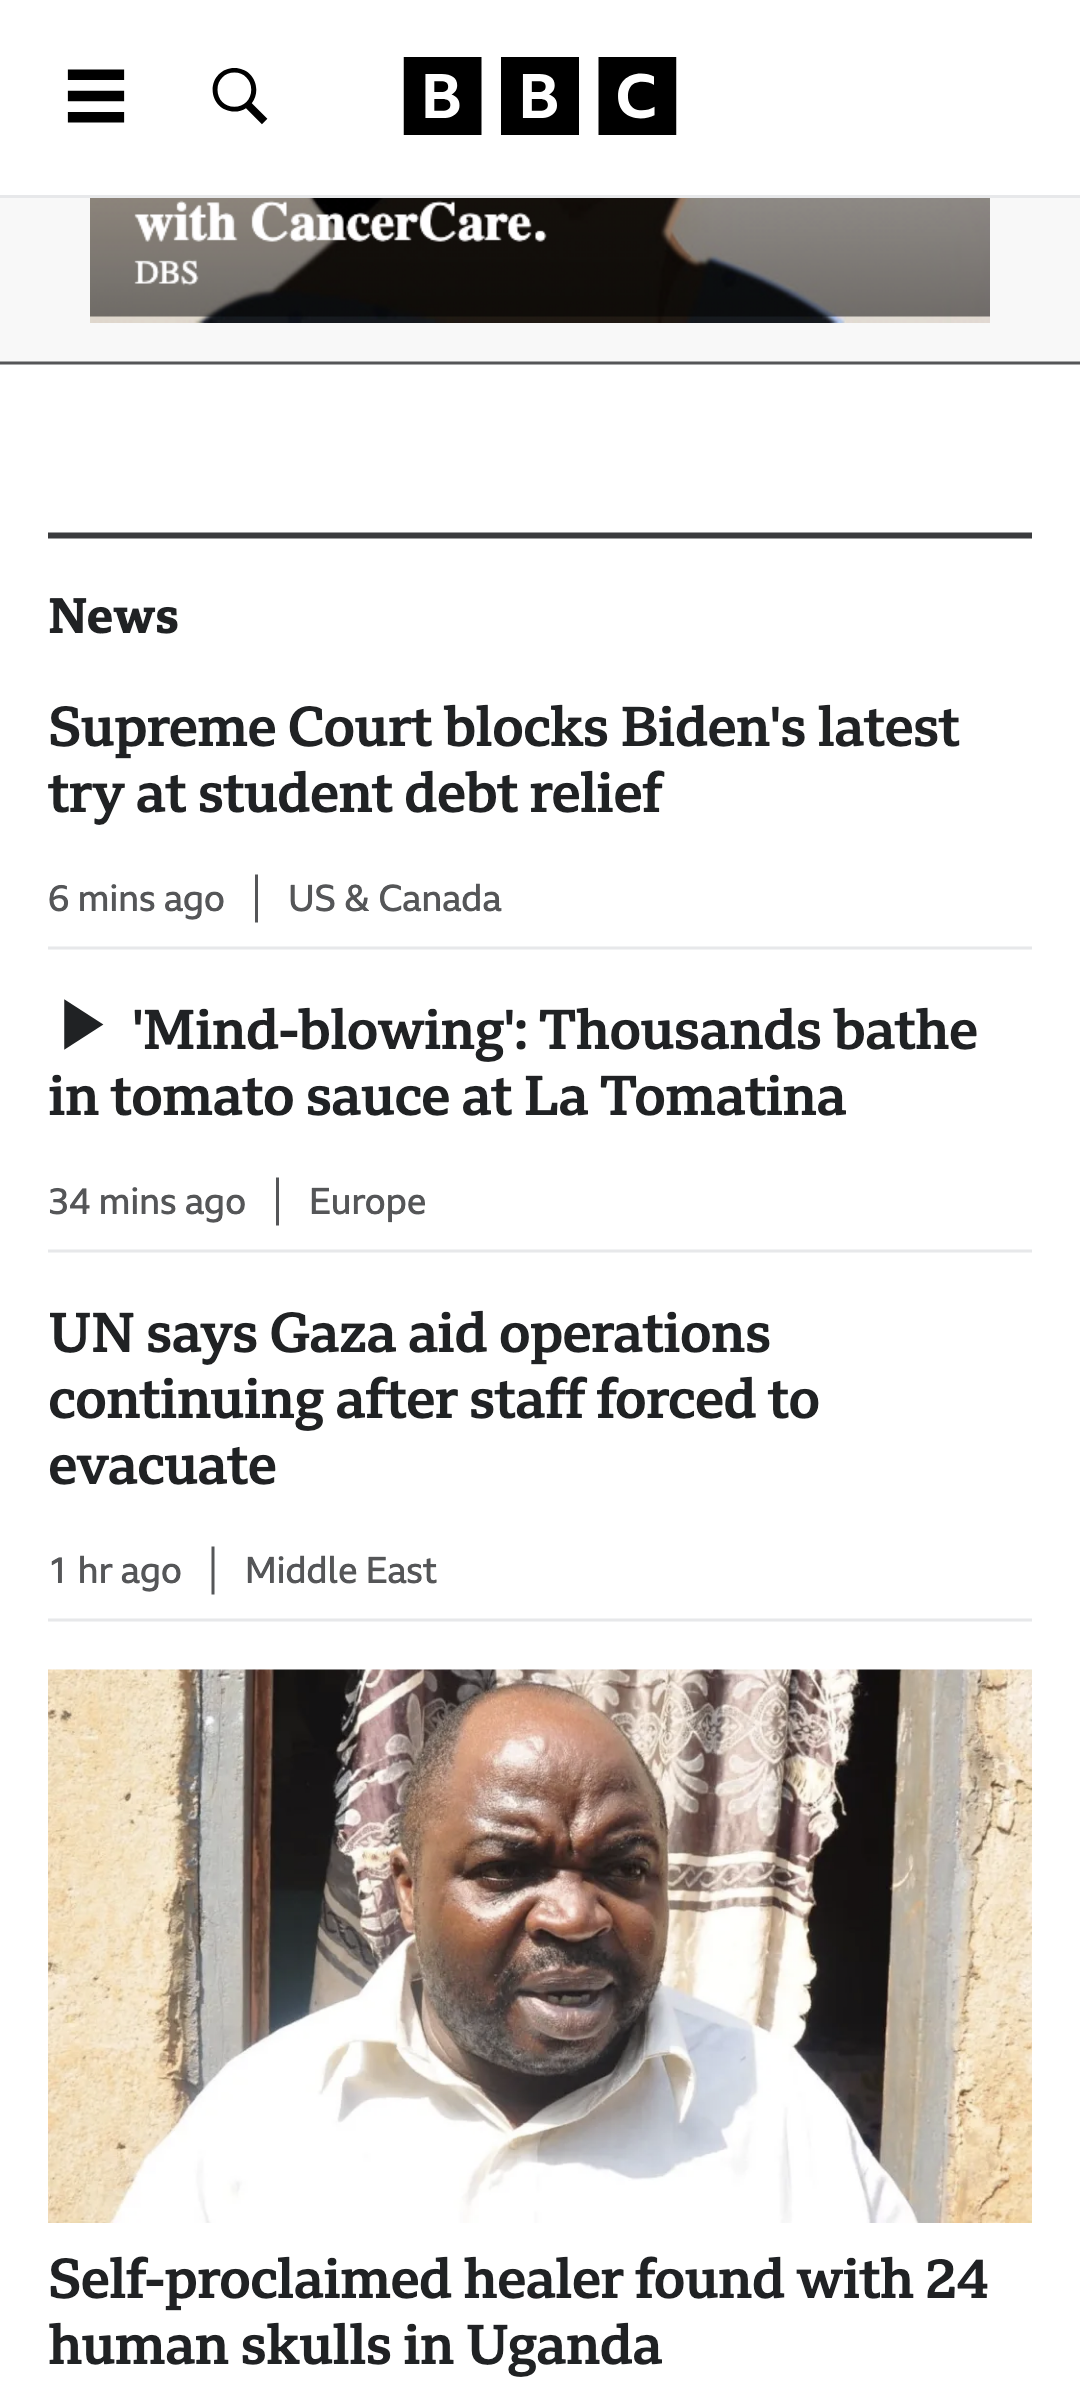 BBC
with CancerCare.
DBS
News
Supreme Court blocks Biden's latest
try at student debt relief
6 mins ago | US & Canada
'Mind-blowing': Thousands bathe
in tomato sauce at La Tomatina
34 mins ago | Europe
UN says Gaza aid operations
continuing after staff forced to
evacuate
1 hr ago | Middle East
Self-proclaimed healer found with 24
human skulls in Uganda